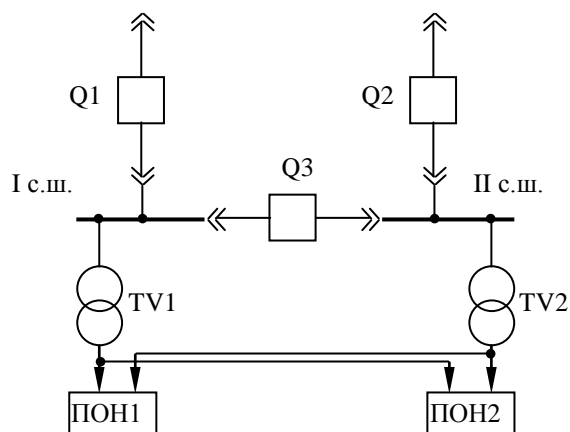 Q1
Q2
I с.ш.
Q3
II с.ш.
TV1
TV2
ПОН1
ПОН2